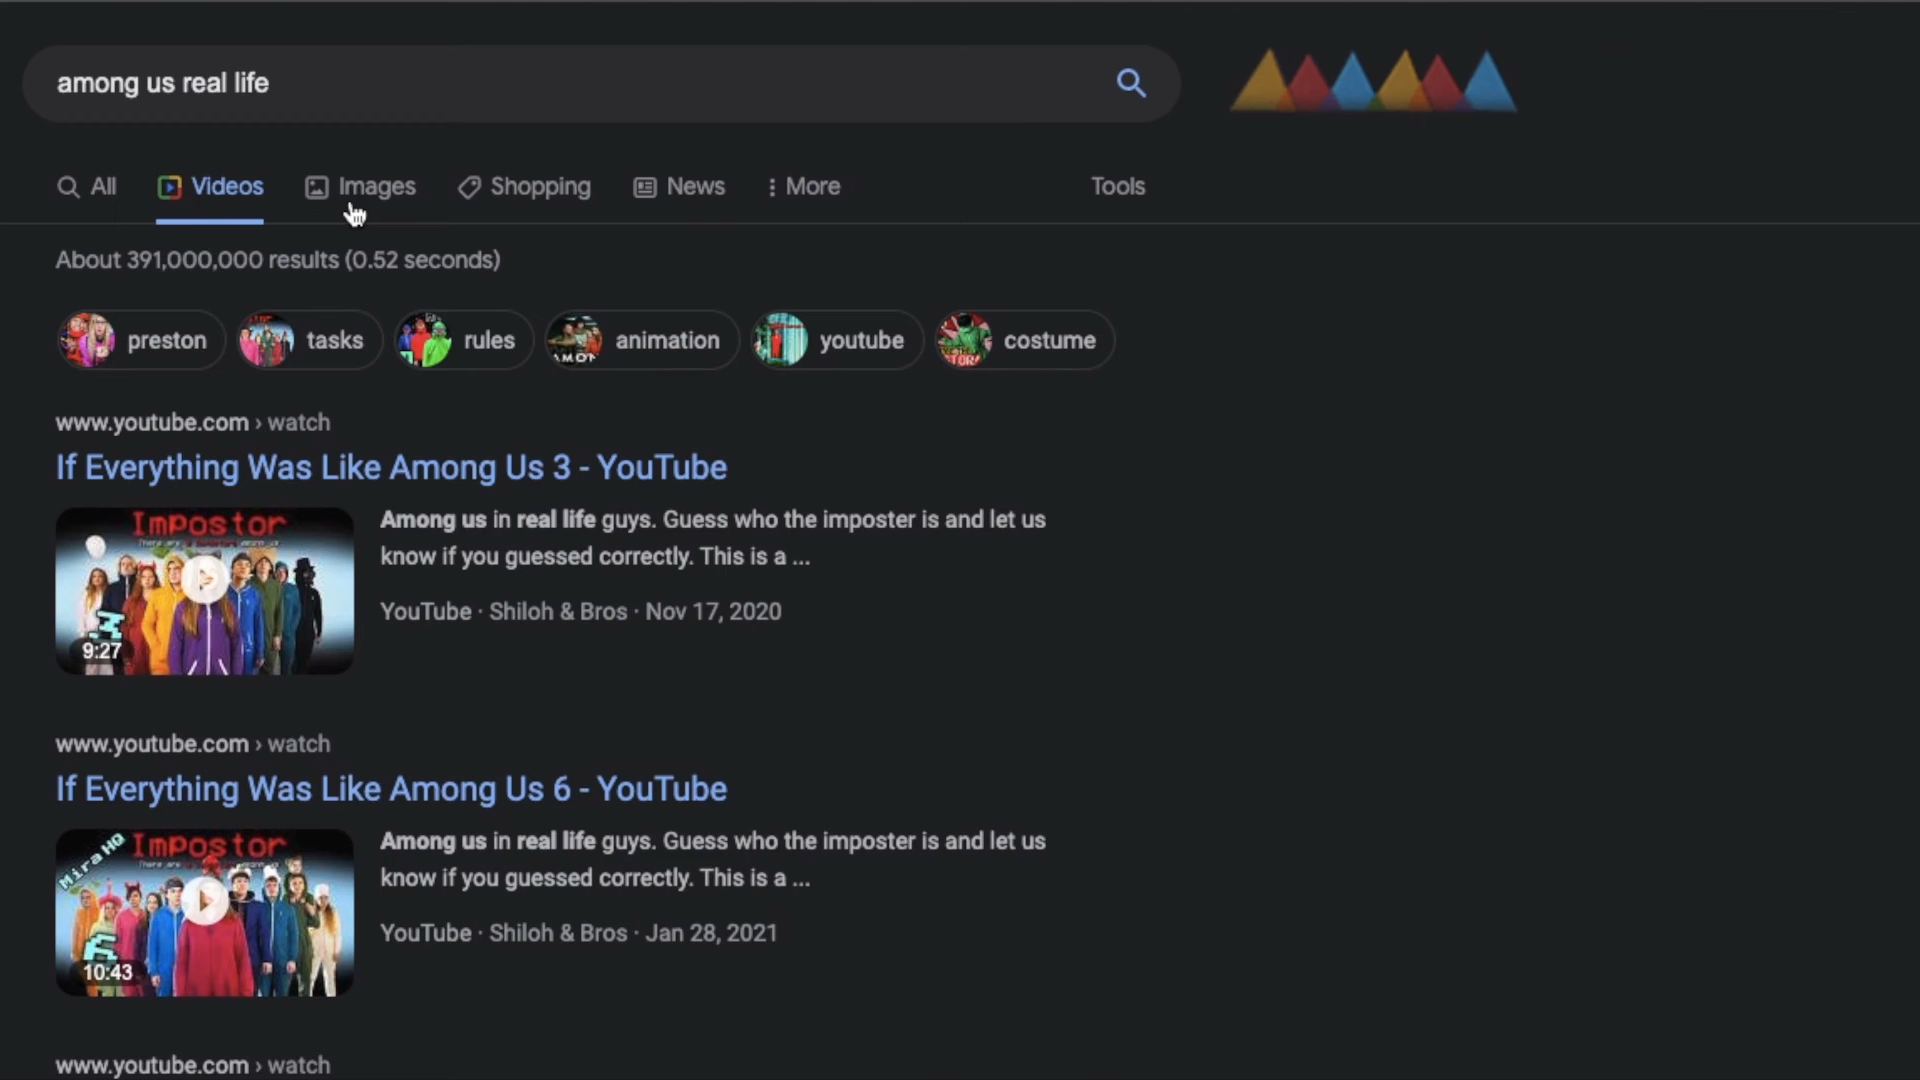 among us real life
All Videos Images Shopping News More Tools
About 391,000,000 results (0.52 seconds)
preston tasks rules animation youtube costume
www.youtube.com › watch
If Everything Was Like Among Us 3 - YouTube
Impostor
Among us in real life guys. Guess who the imposter is and let us
know if you guessed correctly. This is a ...
3
9:27
YouTube · Shiloh & Bros · Nov 17, 2020
www.youtube.com › watch
If Everything Was Like Among Us 6 - YouTube
Impostor
Mira HQ
Among us in real life guys. Guess who the imposter is and let us
know if you guessed correctly. This is a ...
6
10:43
YouTube · Shiloh & Bros · Jan 28, 2021
www.youtube.com › watch